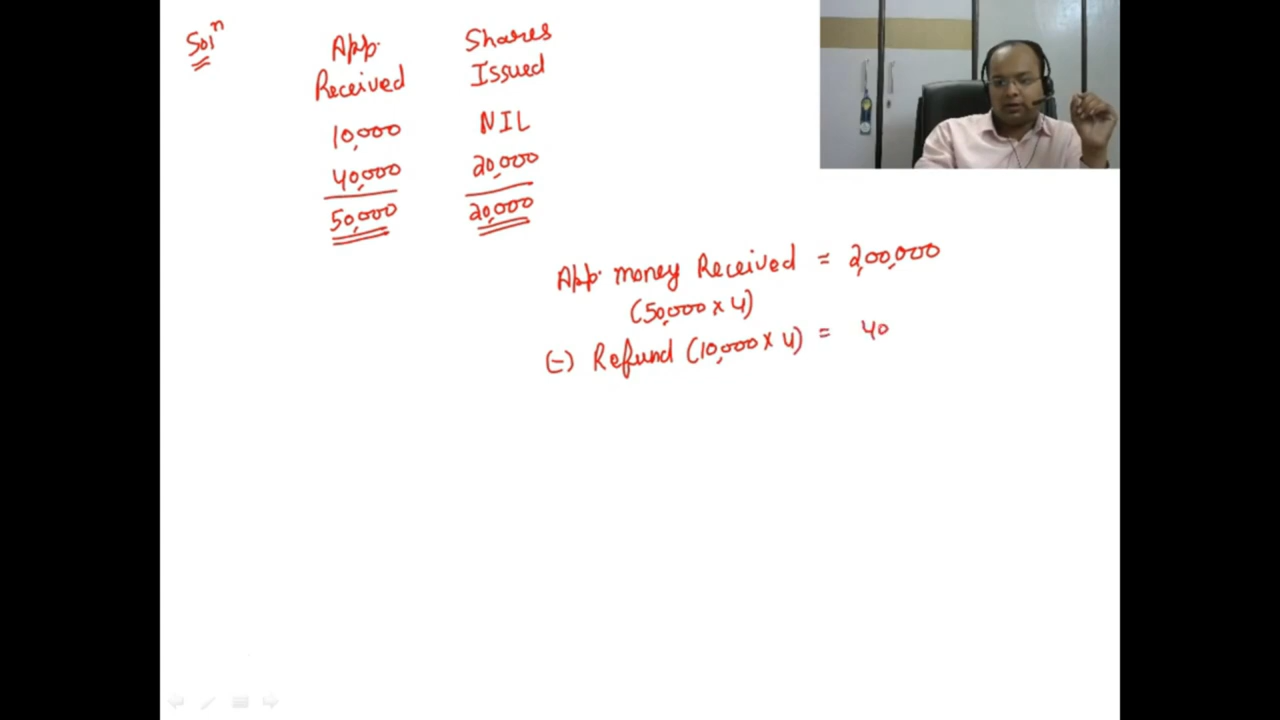 Solⁿ
App. Received
Shares Issued
10,000 NIL
40,000 20,000
50,000 20,000
App. money Received = 2,00,000
(50,000 x 4)
(-) Refund (10,000 x 4) = 40